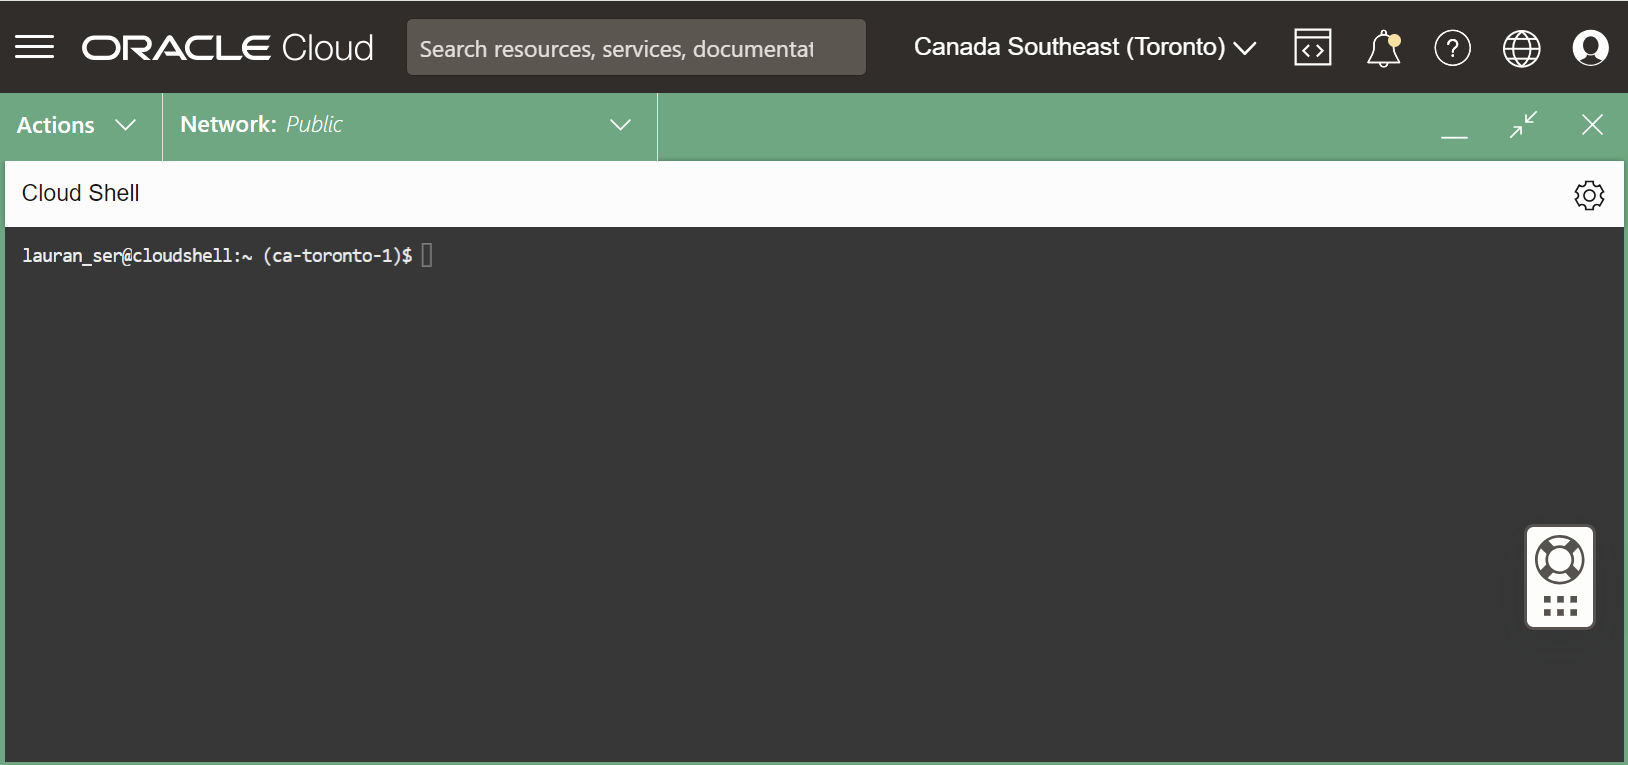 ORACLE Cloud
Search resources, services, documentat
Canada Southeast (Toronto)
Actions
Network: Public
Cloud Shell
lauran_ser@cloudshell:~ (ca-toronto-1)$